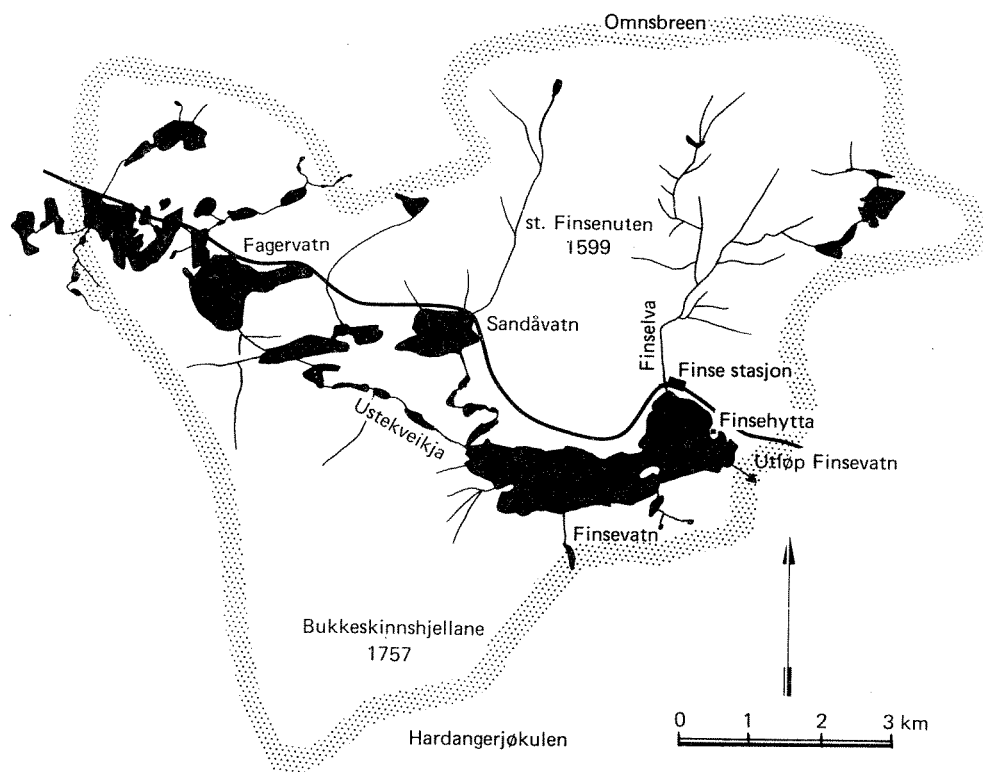 Omnsbreen
st. Finsenuten
1599
Fagervatn
Sandåvatn
Finselva
Finse stasjon
Finsehytta
Ustekveikja
Utløp Finsevatn
Finsevatn
Bukkeskinnshjellane
1757
Hardangerjøkulen
0 1 2 3 km